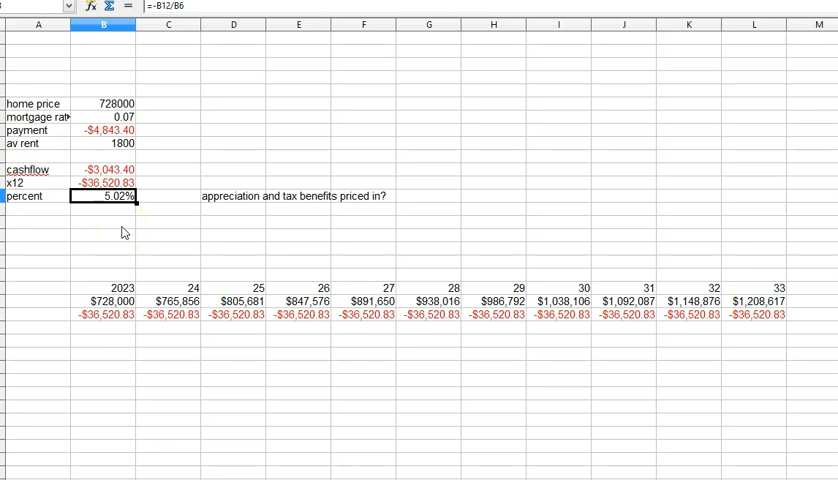 =-B12/B6
A B C D E F G H I J K L M
home price 728000
mortgage rat 0.07
payment -$4,843.40
av rent 1800
cashflow -$3,043.40
x12 -$36,520.83
percent 5.02% appreciation and tax benefits priced in?
2023 24 25 26 27 28 29 30 31 32 33
$728,000 $765,856 $805,681 $847,576 $891,650 $938,016 $986,792 $1,038,106 $1,092,087 $1,148,876 $1,208,617
-$36,520.83 -$36,520.83 -$36,520.83 -$36,520.83 -$36,520.83 -$36,520.83 -$36,520.83 -$36,520.83 -$36,520.83 -$36,520.83 -$36,520.83